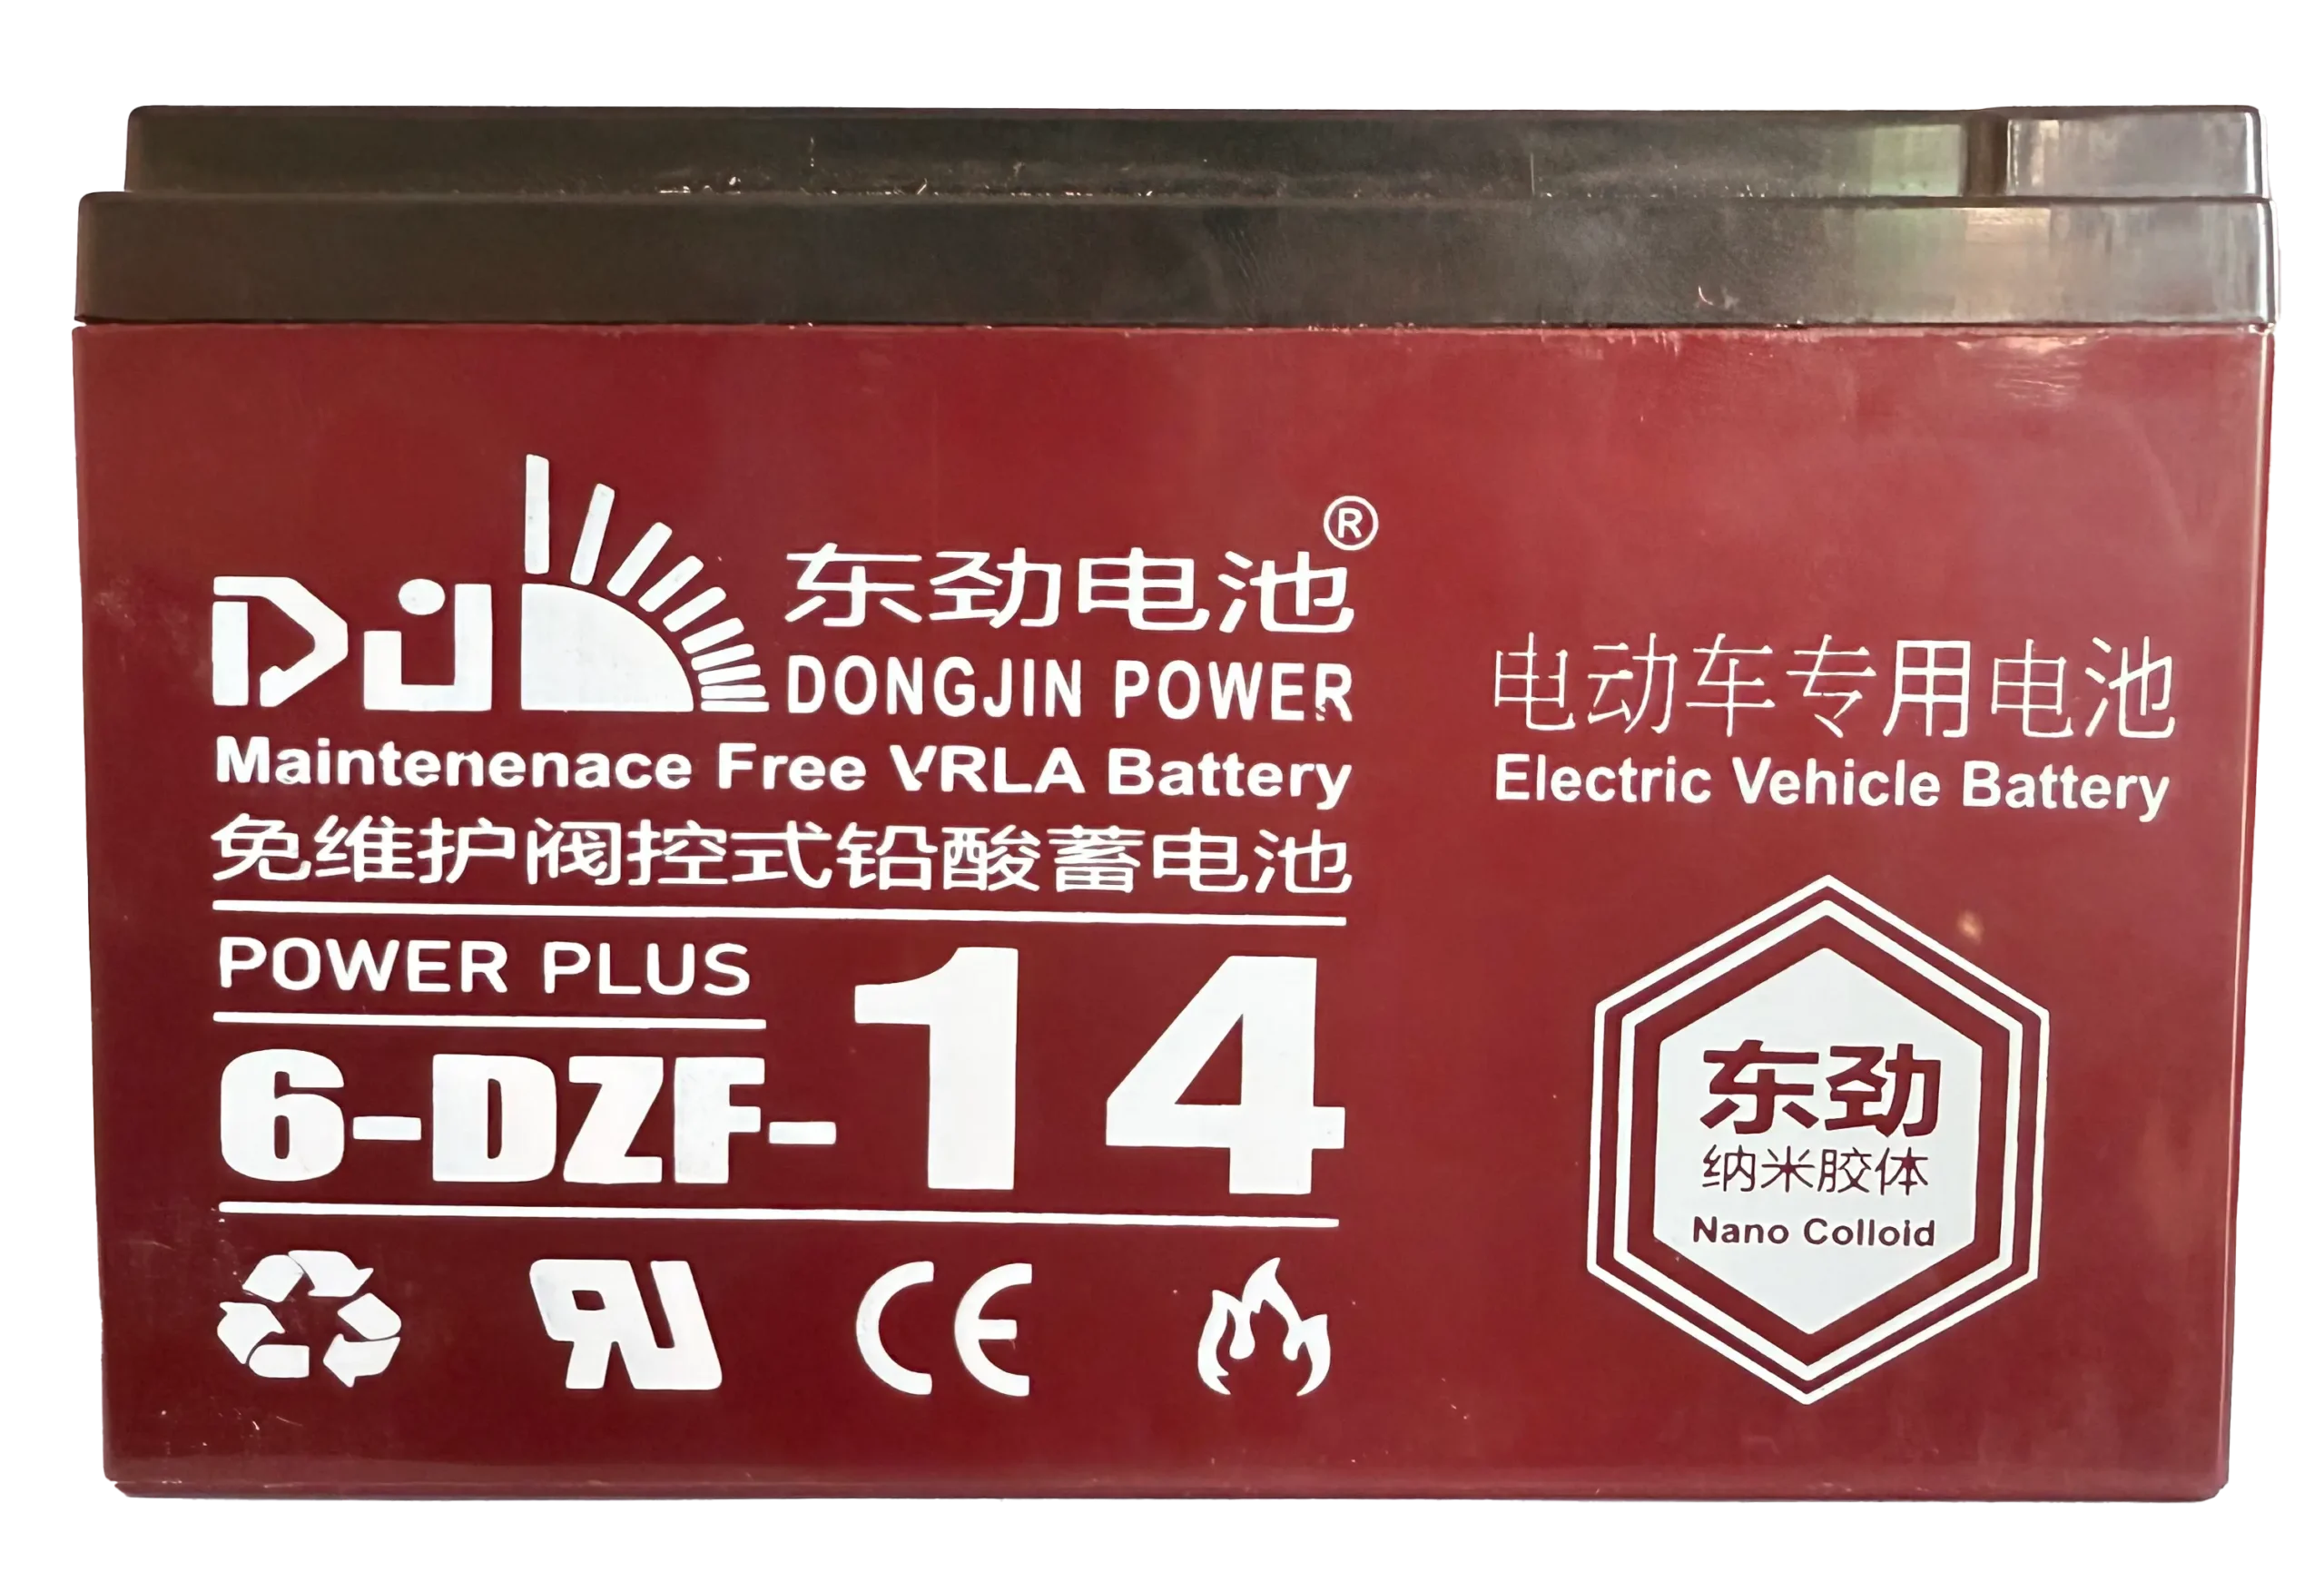 DJ
东劲电池®
DONGJIN POWER
Maintenenace Free VRLA Battery
免维护阀控式铅酸蓄电池
POWER PLUS
6-DZF-14
CE
电动车专用电池
Electric Vehicle Battery
东劲
纳米胶体
Nano Colloid